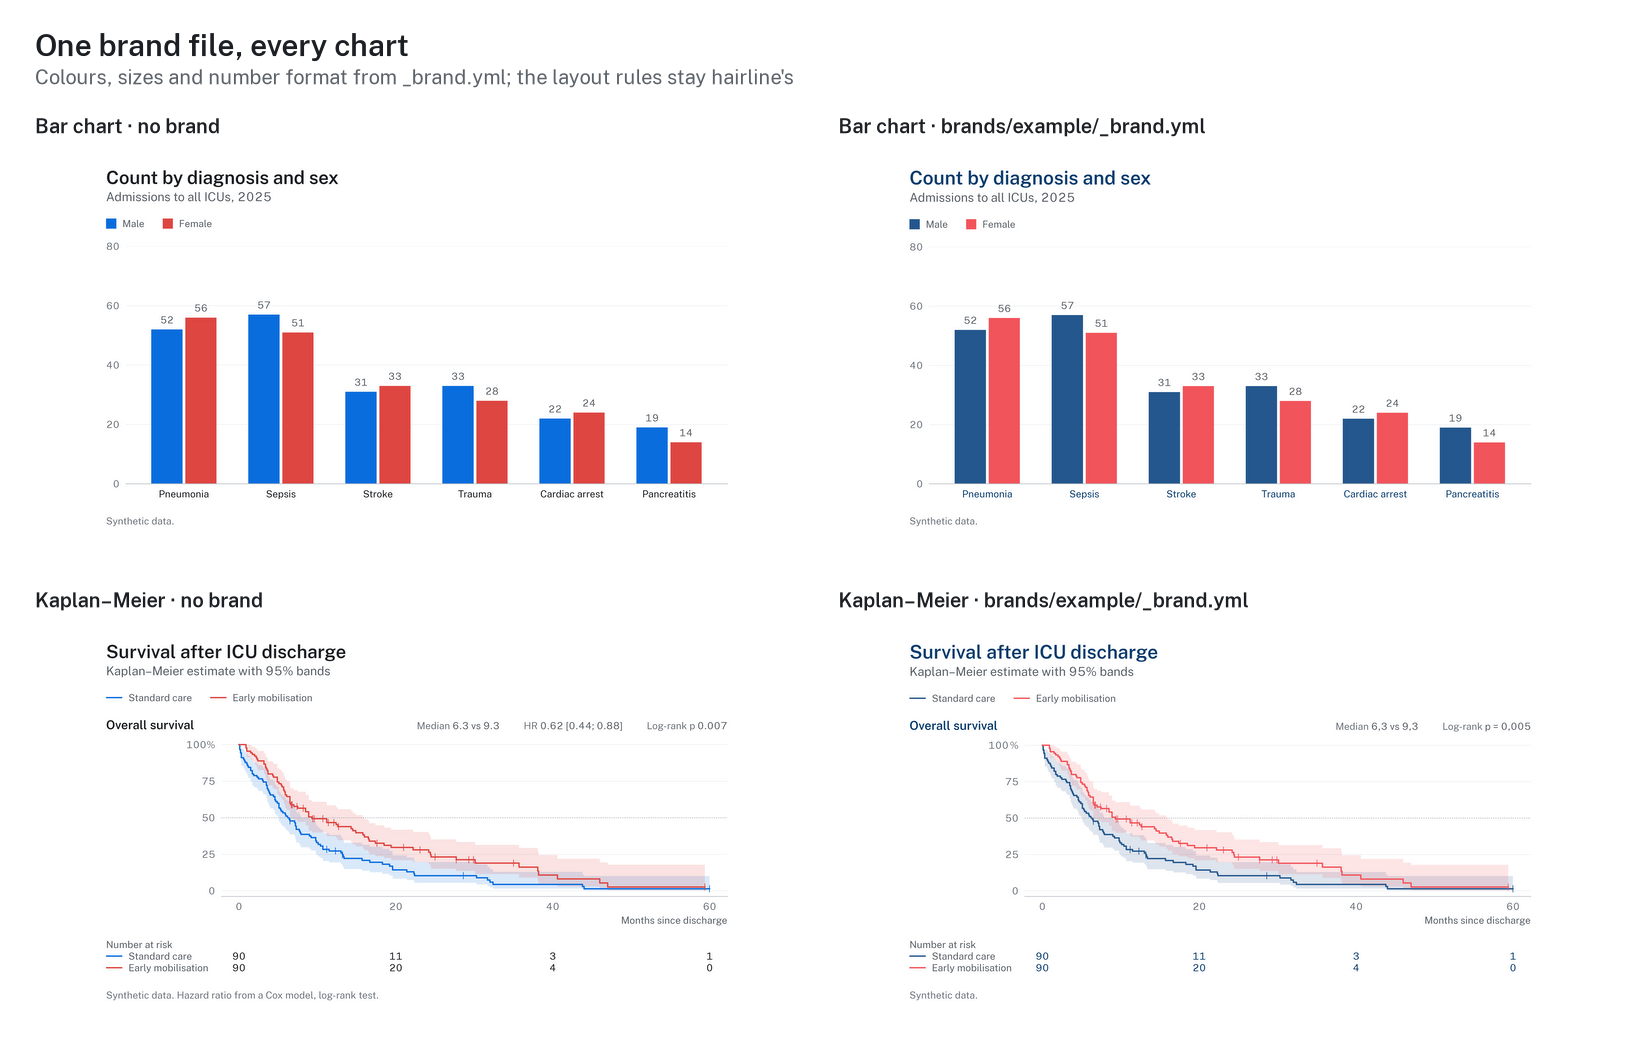 One brand file, every chart
Colours, sizes and number format from _brand.yml; the layout rules stay hairline's
Bar chart · no brand
Count by diagnosis and sex
Admissions to all ICUs, 2025
Male Female
80
60
40
20
0
52 56 57 51 31 33 33 28 22 24 19 14
Pneumonia Sepsis Stroke Trauma Cardiac arrest Pancreatitis
Synthetic data.
Bar chart · brands/example/_brand.yml
Count by diagnosis and sex
Admissions to all ICUs, 2025
Male Female
80
60
40
20
0
52 56 57 51 31 33 33 28 22 24 19 14
Pneumonia Sepsis Stroke Trauma Cardiac arrest Pancreatitis
Synthetic data.
Kaplan–Meier · no brand
Survival after ICU discharge
Kaplan–Meier estimate with 95% bands
Standard care Early mobilisation
Overall survival Median 6.3 vs 9.3 HR 0.62 [0.44; 0.88] Log-rank p 0.007
100%
75
50
25
0
0 20 40 60
Months since discharge
Number at risk
Standard care 90 11 3 1
Early mobilisation 90 20 4 0
Synthetic data. Hazard ratio from a Cox model, log-rank test.
Kaplan–Meier · brands/example/_brand.yml
Survival after ICU discharge
Kaplan–Meier estimate with 95% bands
Standard care Early mobilisation
Overall survival Median 6,3 vs 9,3 Log-rank p = 0,005
100%
75
50
25
0
0 20 40 60
Months since discharge
Number at risk
Standard care 90 11 3 1
Early mobilisation 90 20 4 0
Synthetic data.